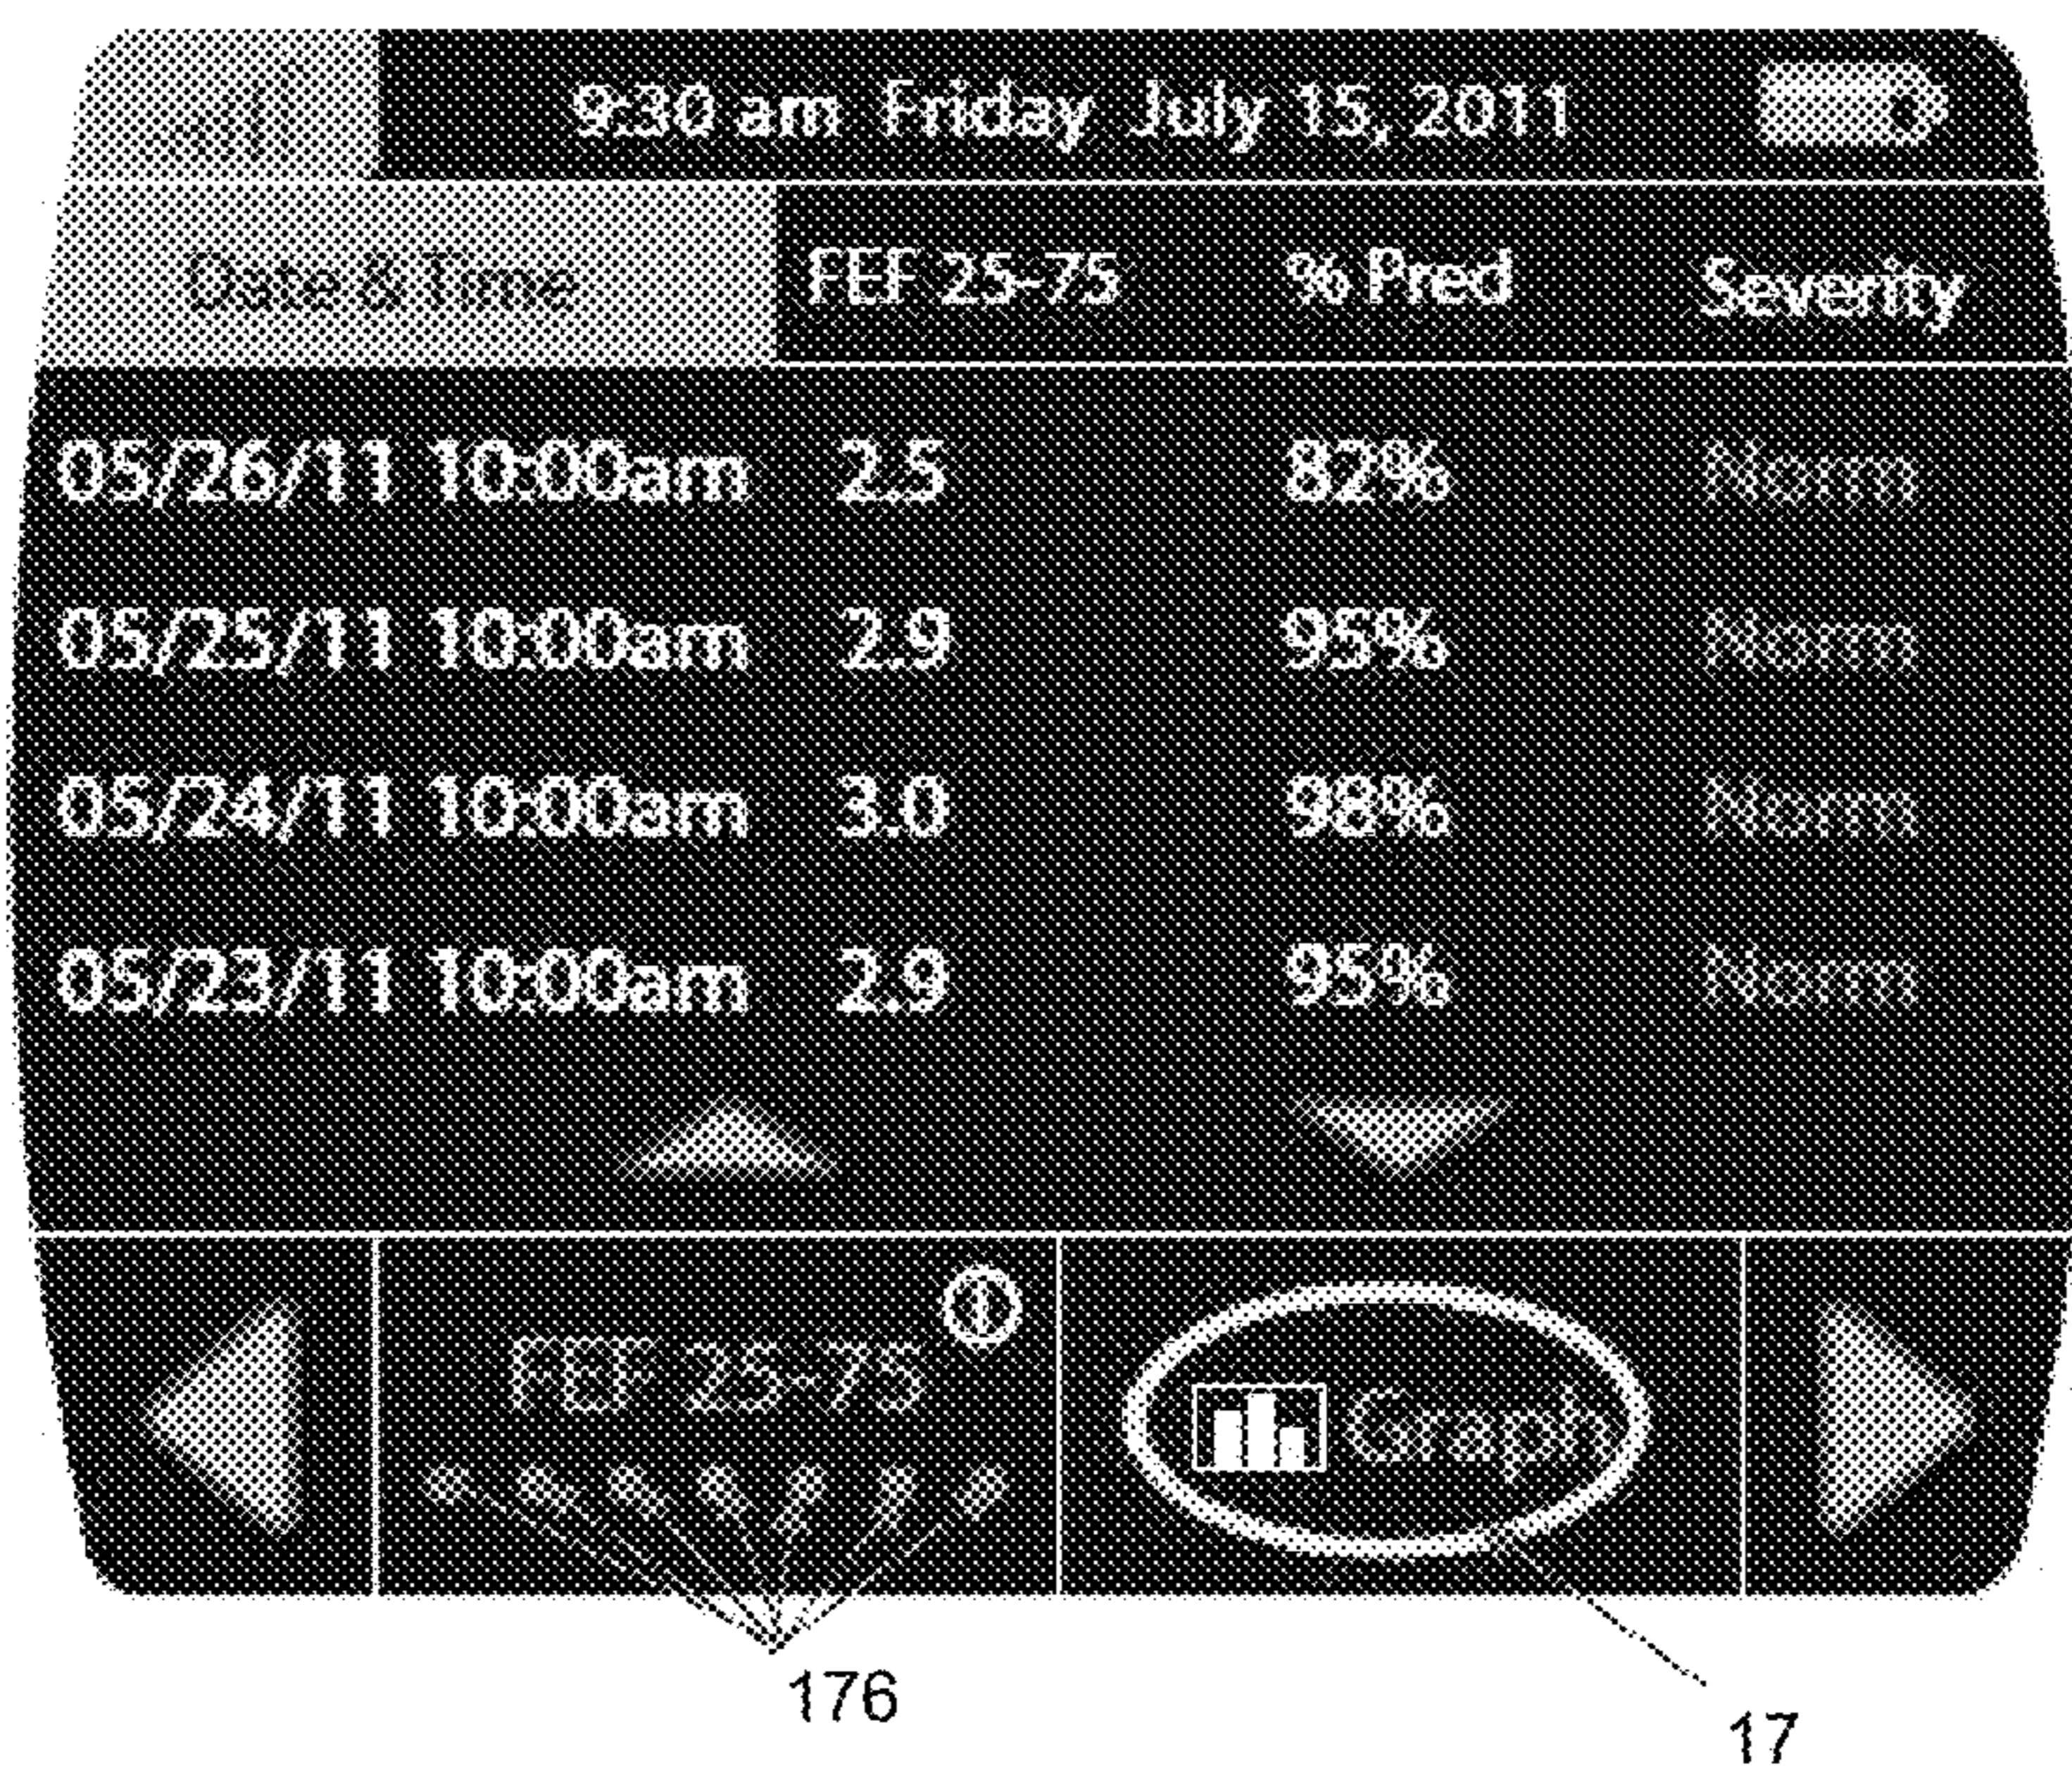 9:30 am Friday July 15, 2011
Date & Time FEF 25-75 % Pred Severity
05/26/11 10:00am 2.5 82% Norm
05/25/11 10:00am 2.9 95% Norm
05/24/11 10:00am 3.0 98% Norm
05/23/11 10:00am 2.9 95% Norm
FEF 25-75 Graph
176
17